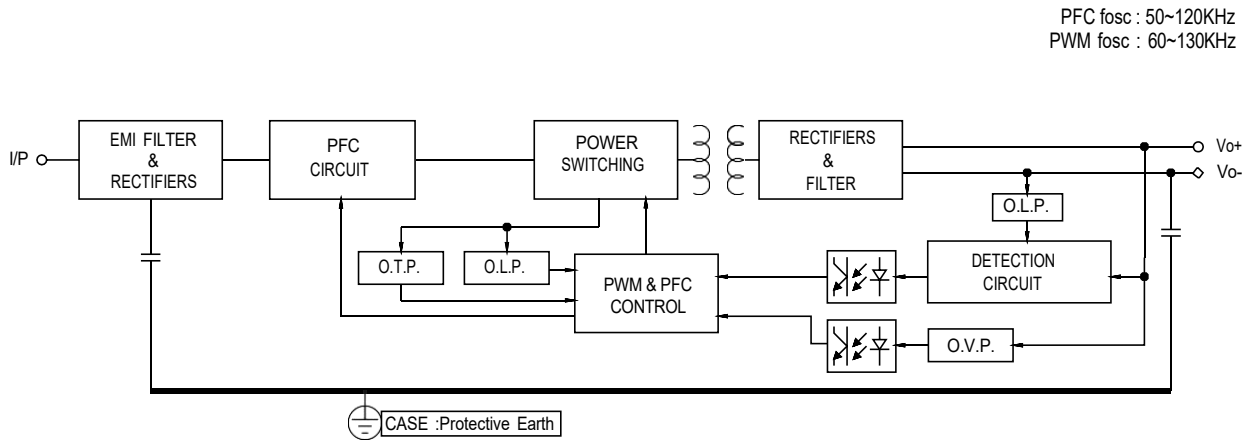 PFC fosc : 50~120KHz
PWM fosc : 60~130KHz
I/P
EMI FILTER
&
RECTIFIERS
PFC
CIRCUIT
POWER
SWITCHING
RECTIFIERS
&
FILTER
Vo+
Vo-
O.L.P.
O.T.P.
O.L.P.
PWM & PFC
CONTROL
DETECTION
CIRCUIT
O.V.P.
CASE :Protective Earth